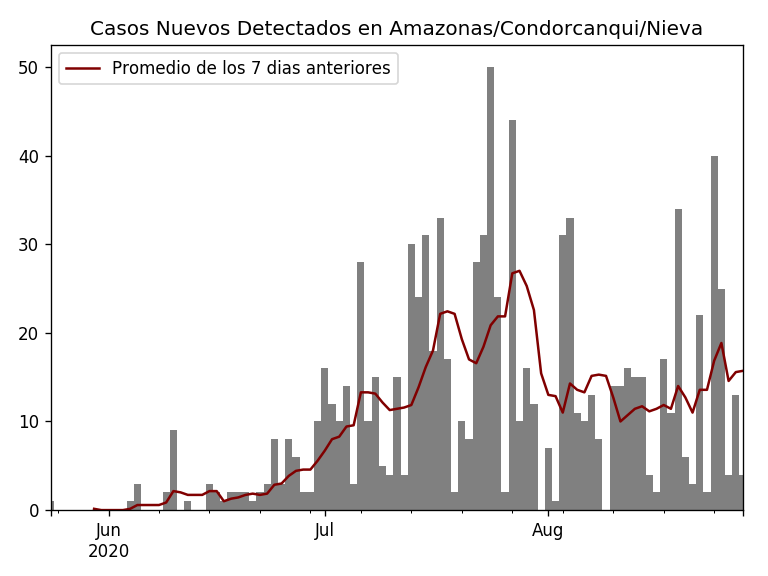 Casos Nuevos Detectados en Amazonas/Condorcanqui/Nieva
Promedio de los 7 dias anteriores
50
40
30
20
10
0
Jun
2020
Jul
Aug